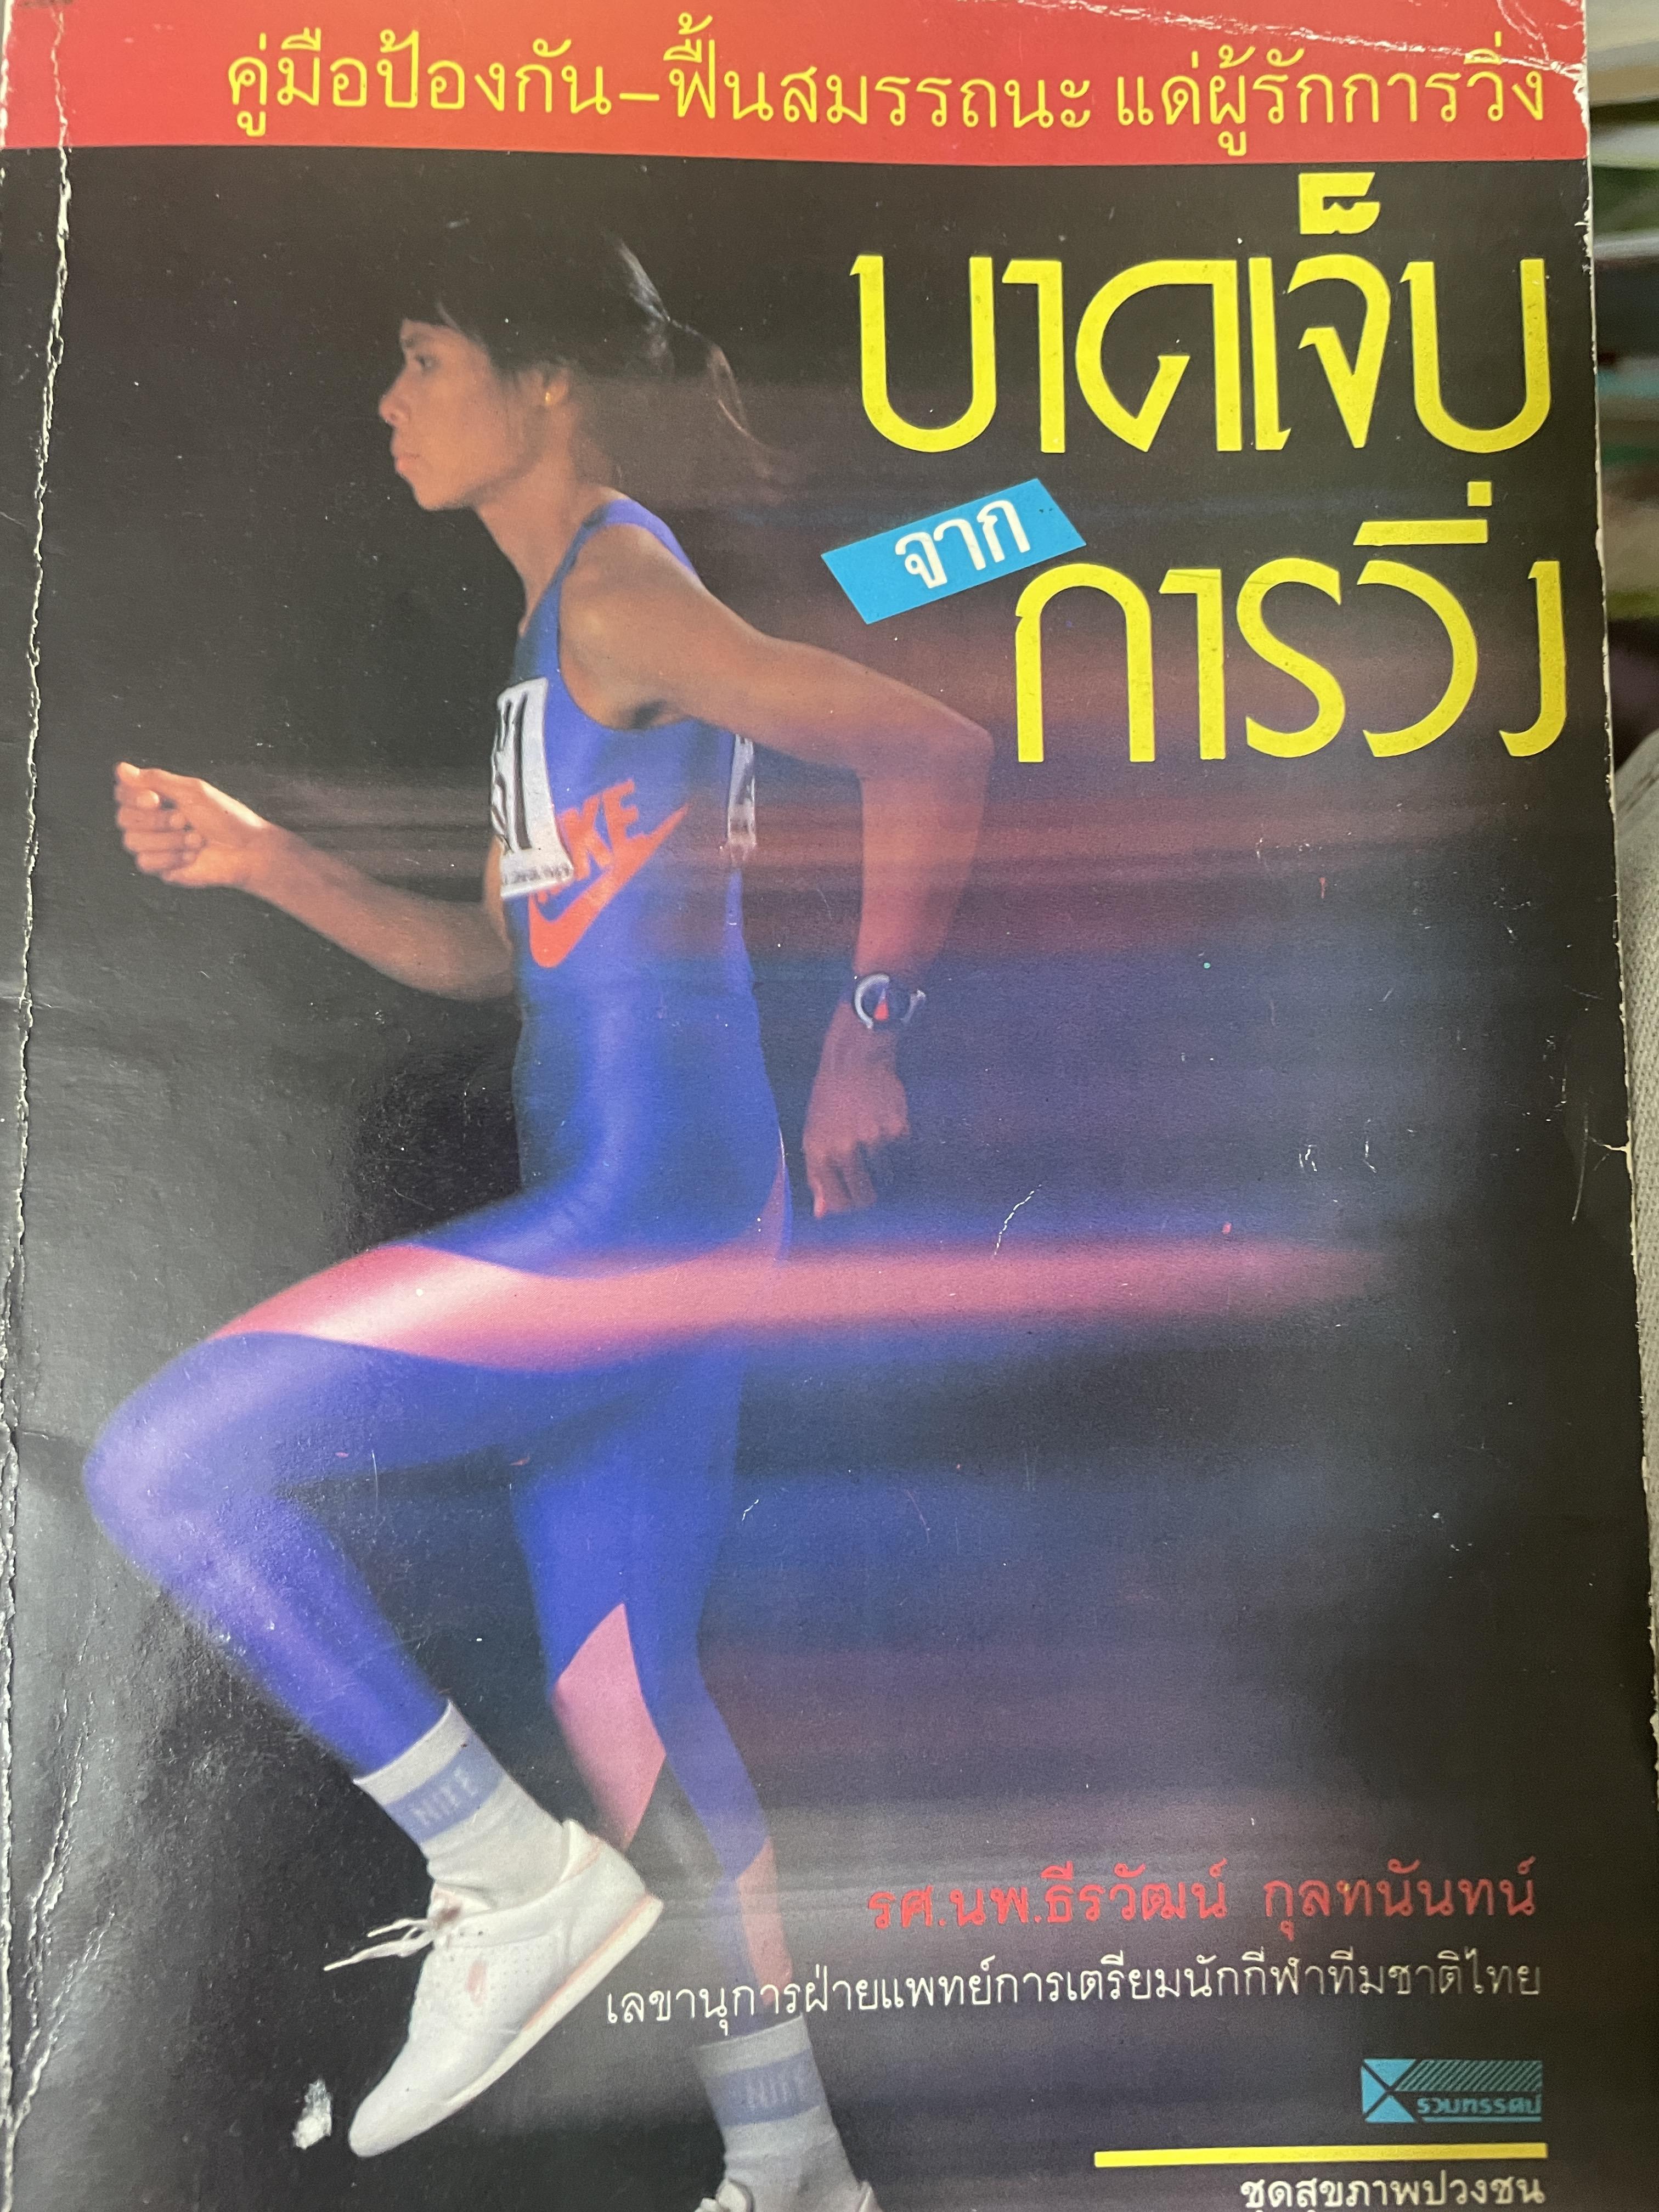 คู่มือป้องกัน-ฟื้นสมรรถนะ แด่ผู้รักการวิ่ง
บาดเจ็บ
จาก
การวิ่ง
NIKE
NIKE
รศ.นพ.ธีรวัฒน์ กุลทนันทน์
เลขานุการฝ่ายแพทย์การเตรียมนักกีฬาทีมชาติไทย
NIKE
รวมทรรศน์
ชุดสุขภาพปวงชน